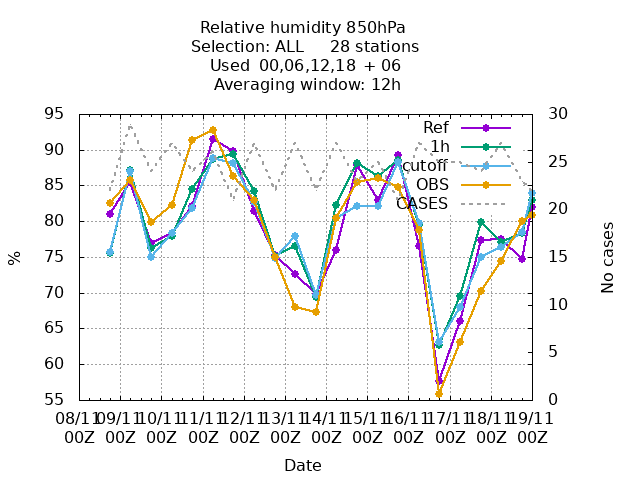 Relative humidity 850hPa
Selection: ALL 28 stations
Used 00,06,12,18 + 06
Averaging window: 12h
95
90
85
80
75
70
65
60
55
%
30
25
20
15
10
5
0
No cases
Ref
1h
cutoff
OBS
CASES
08/11 09/11 10/11 11/11 12/11 13/11 14/11 15/11 16/11 17/11 18/11 19/11
00Z 00Z 00Z 00Z 00Z 00Z 00Z 00Z 00Z 00Z 00Z 00Z
Date